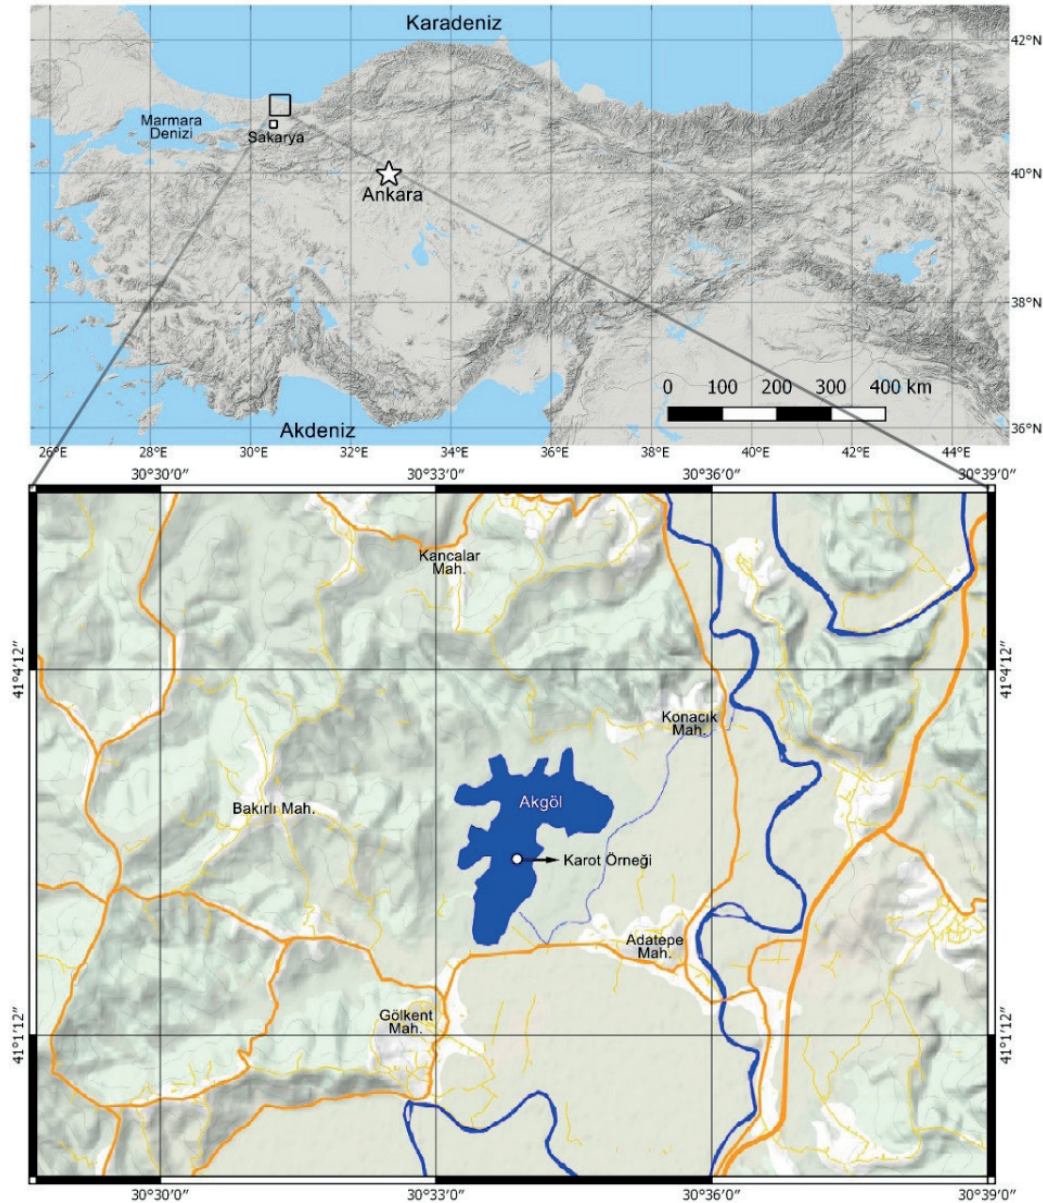 Karadeniz
42°N
Marmara
Denizi
Sakarya
40°N
Ankara
38°N
0 100 200 300 400 km
Akdeniz
36°N
26°E 28°E 30°E 32°E 34°E 36°E 38°E 40°E 42°E 44°E
30°30'0" 30°33'0" 30°36'0" 30°39'0"
Kancalar
Mah.
41°4'12" 41°4'12"
Konacık
Mah.
Akgöl
Bakırlı Mah.
Karot Örneği
Adatepe
Mah.
Gölkent
Mah.
41°1'12" 41°1'12"
30°30'0" 30°33'0" 30°36'0" 30°39'0"